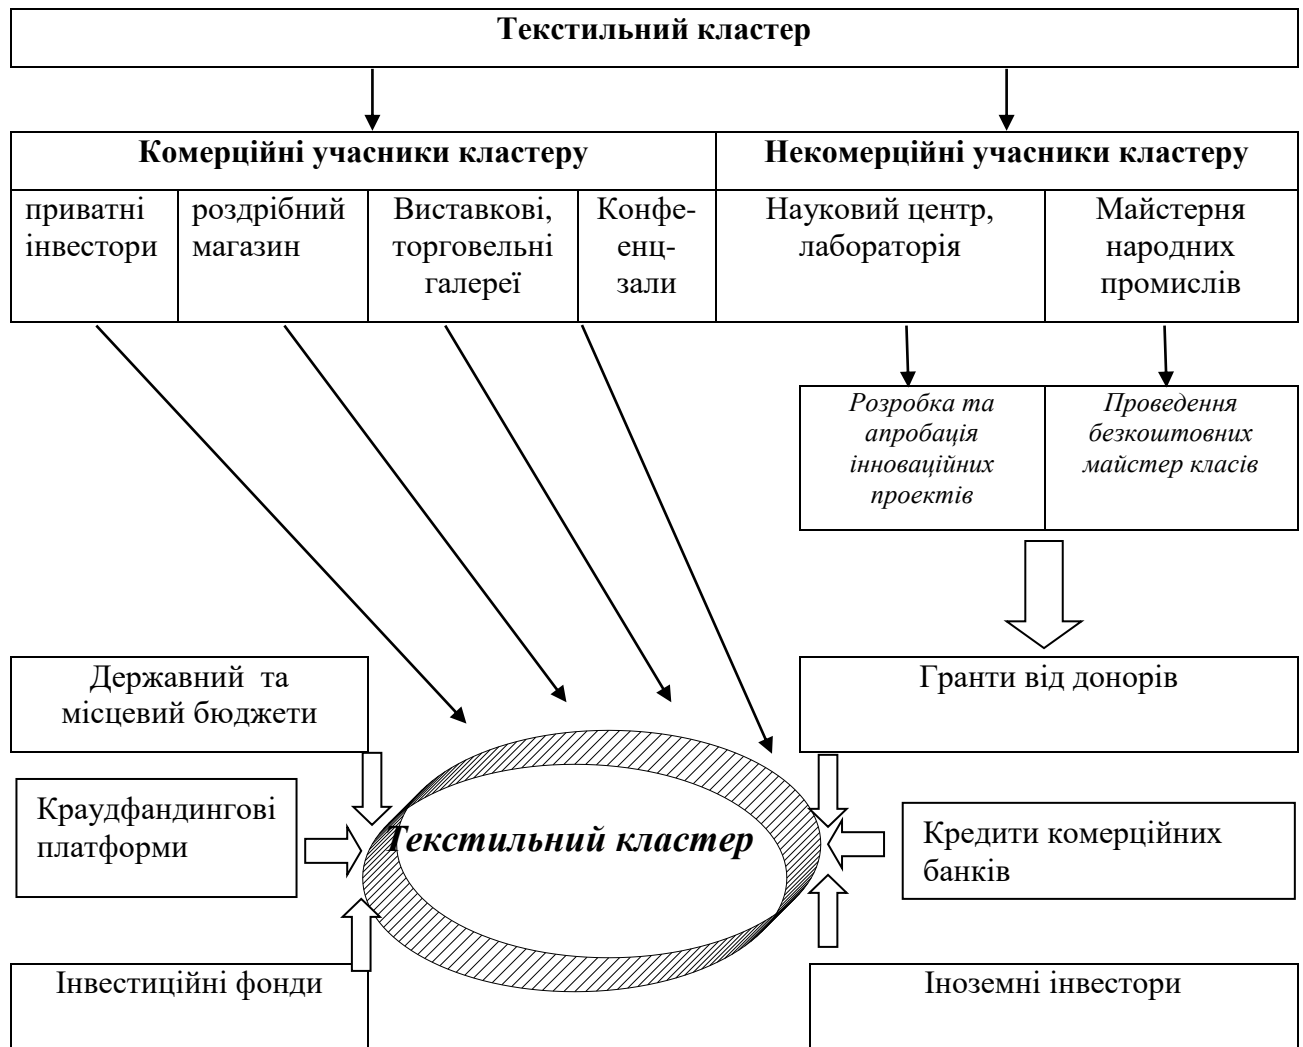 Текстильний кластер
Комерційні учасники кластеру
Некомерційні учасники кластеру
приватні
інвестори
роздрібний
магазин
Виставкові,
торговельні
галереї
Конфе-
енц-
зали
Науковий центр,
лабораторія
Майстерня
народних
промислів
Розробка та
апробація
інноваційних
проектів
Проведення
безкоштовних
майстер класів
Державний та
місцевий бюджети
Гранти від донорів
Краудфандингові
платформи
Текстильний кластер
Кредити комерційних
банків
Інвестиційні фонди
Іноземні інвестори